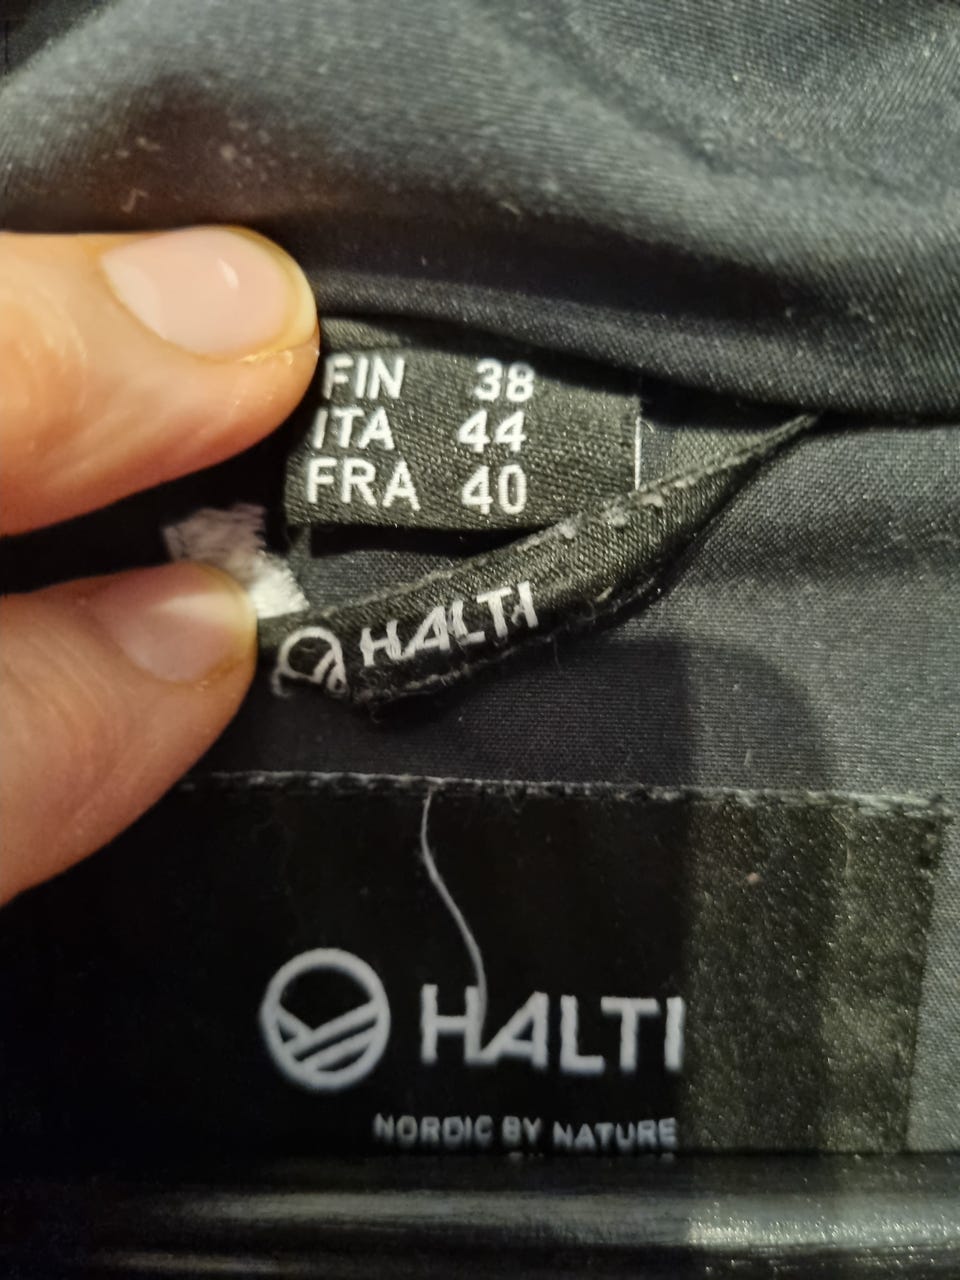 FIN 38
ITA 44
FRA 40
HALTI
HALTI
NORDIC BY NATURE